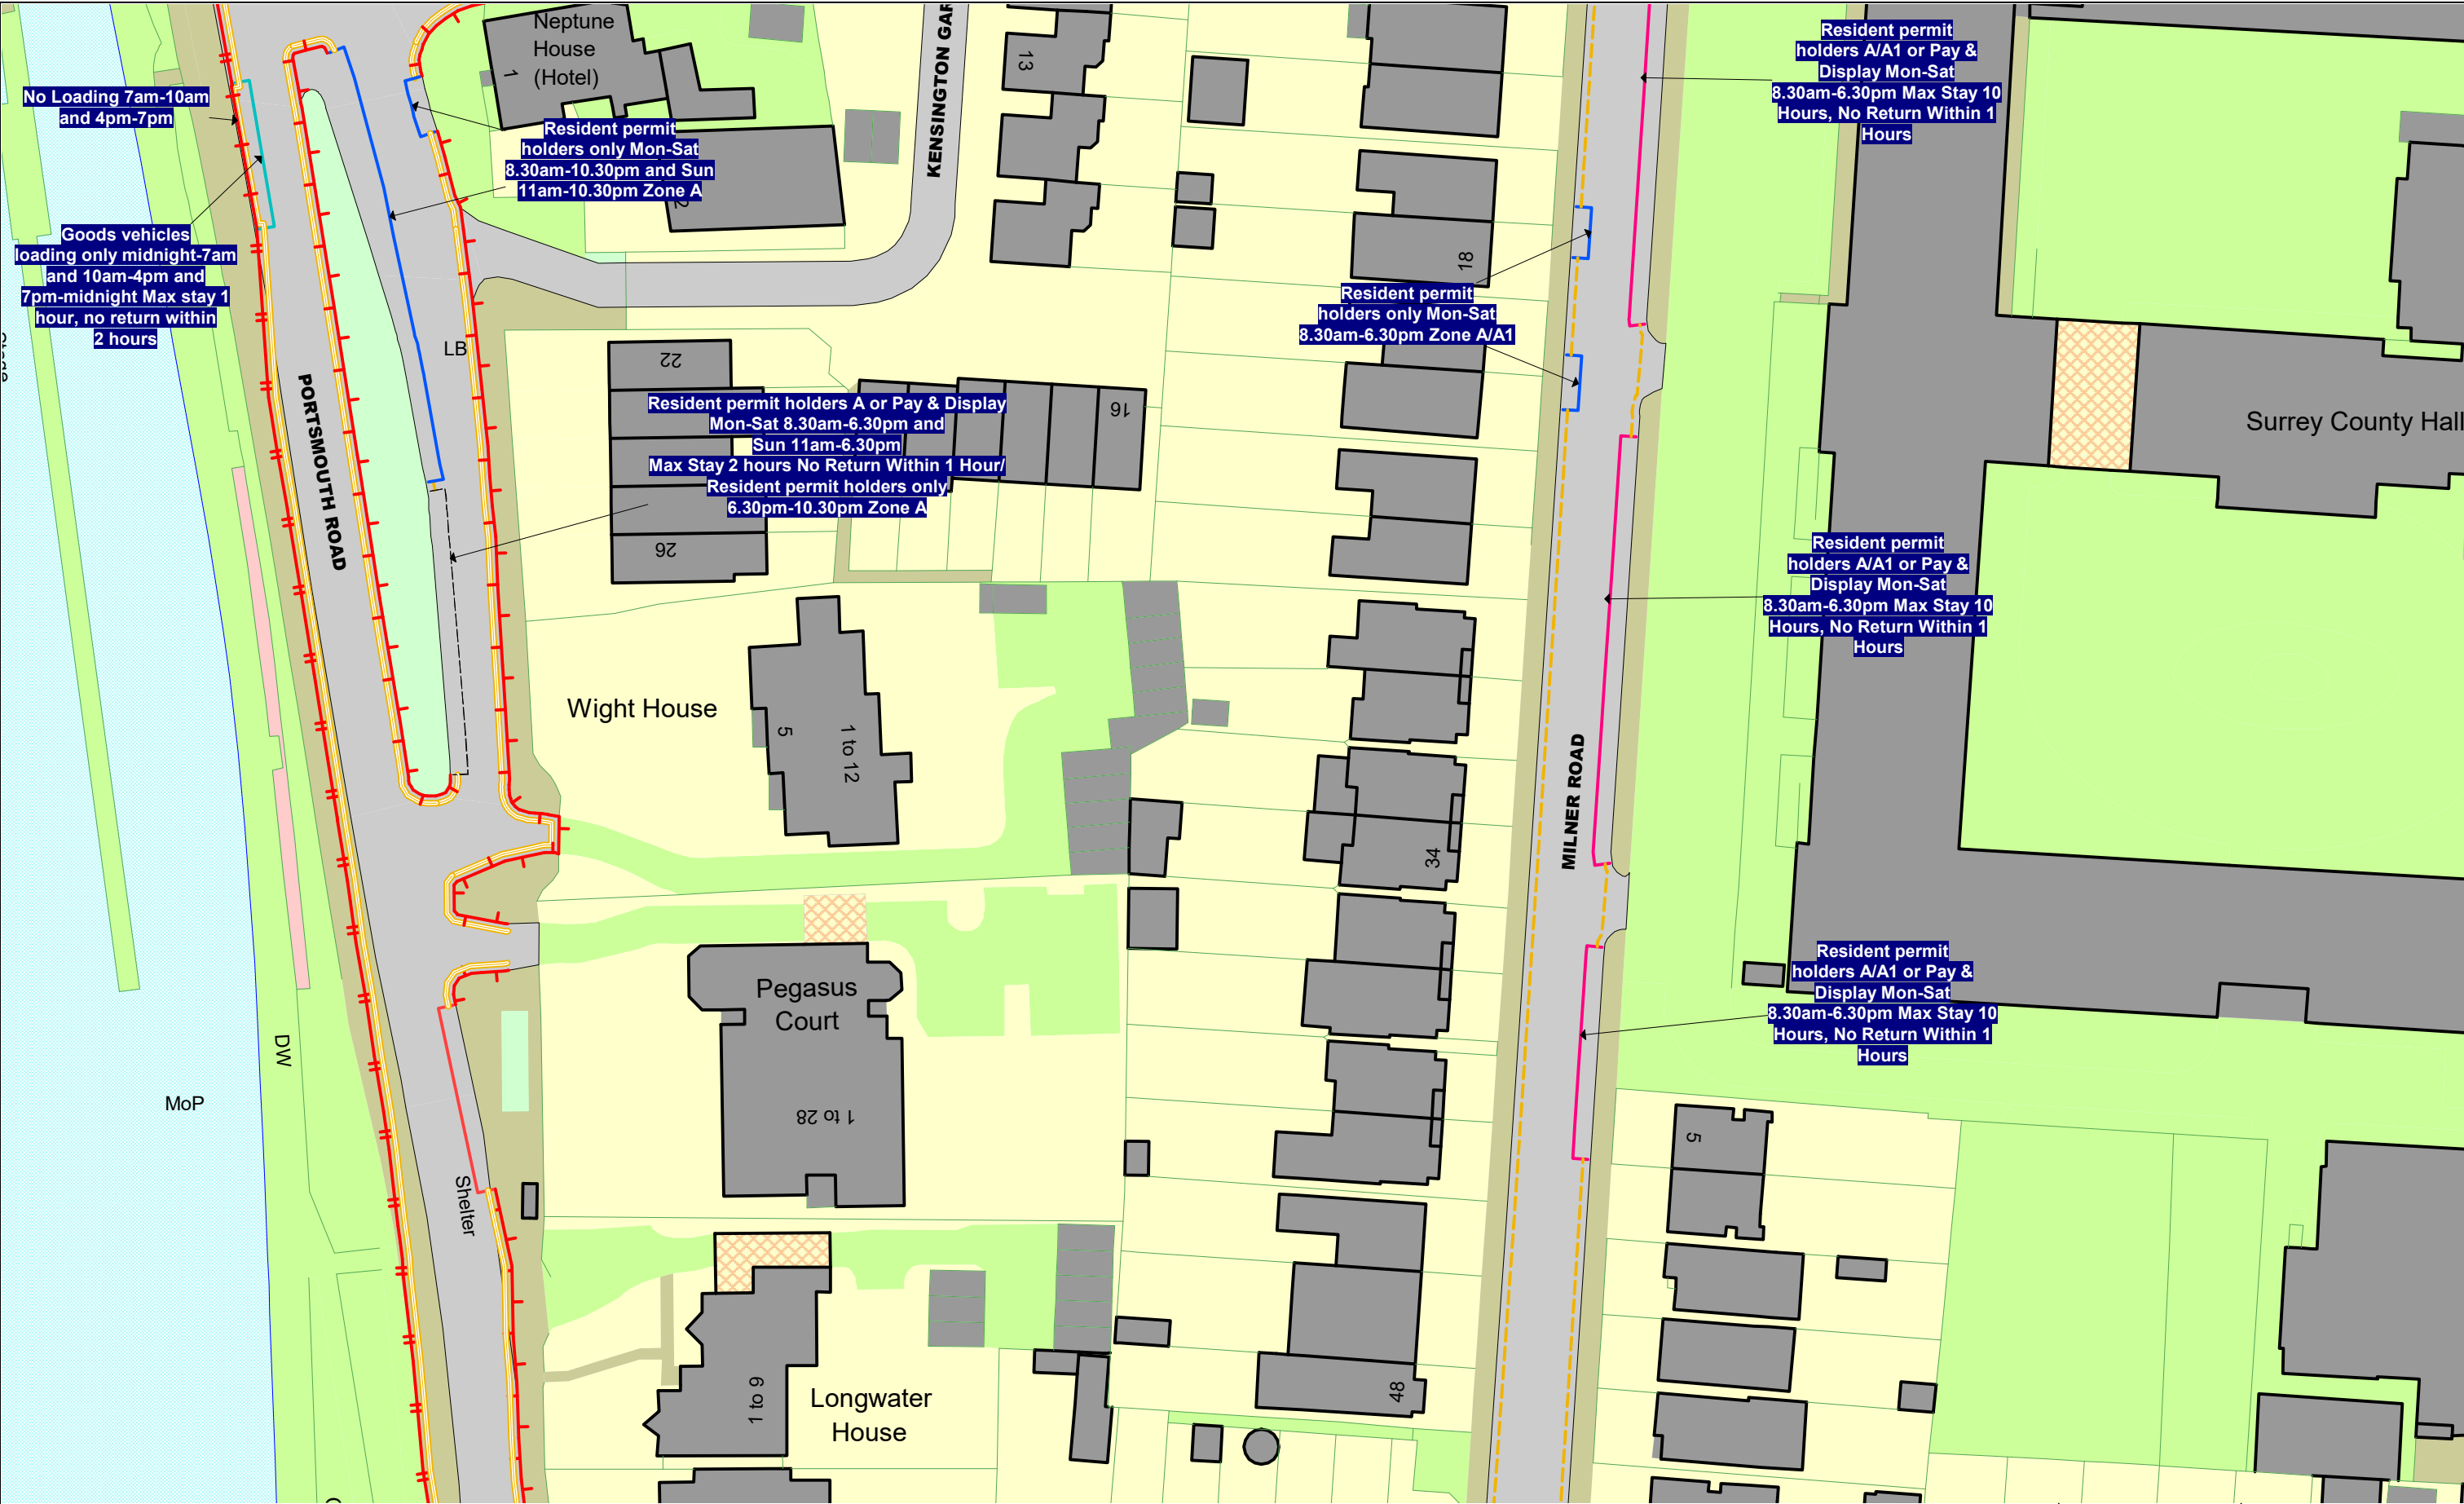 Neptune
House
(Hotel)
1
2
KENSINGTON GAR
13
No Loading 7am-10am
and 4pm-7pm
Resident permit
holders only Mon-Sat
8.30am-10.30pm and Sun
11am-10.30pm Zone A
Goods vehicles
loading only midnight-7am
and 10am-4pm and
7pm-midnight Max stay 1
hour, no return within
2 hours
Resident permit
holders A/A1 or Pay &
Display Mon-Sat
8.30am-6.30pm Max Stay 10
Hours, No Return Within 1
Hours
18
Resident permit
holders only Mon-Sat
8.30am-6.30pm Zone A/A1
LB
PORTSMOUTH ROAD
22
16
26
Resident permit holders A or Pay & Display
Mon-Sat 8.30am-6.30pm and
Sun 11am-6.30pm
Max Stay 2 hours No Return Within 1 Hour/
Resident permit holders only
6.30pm-10.30pm Zone A
Surrey County Hall
Resident permit
holders A/A1 or Pay &
Display Mon-Sat
8.30am-6.30pm Max Stay 10
Hours, No Return Within 1
Hours
Wight House
5
1 to 12
MILNER ROAD
34
Pegasus
Court
1 to 28
Resident permit
holders A/A1 or Pay &
Display Mon-Sat
8.30am-6.30pm Max Stay 10
Hours, No Return Within 1
Hours
DW
MoP
Shelter
5
1 to 9
Longwater
House
48